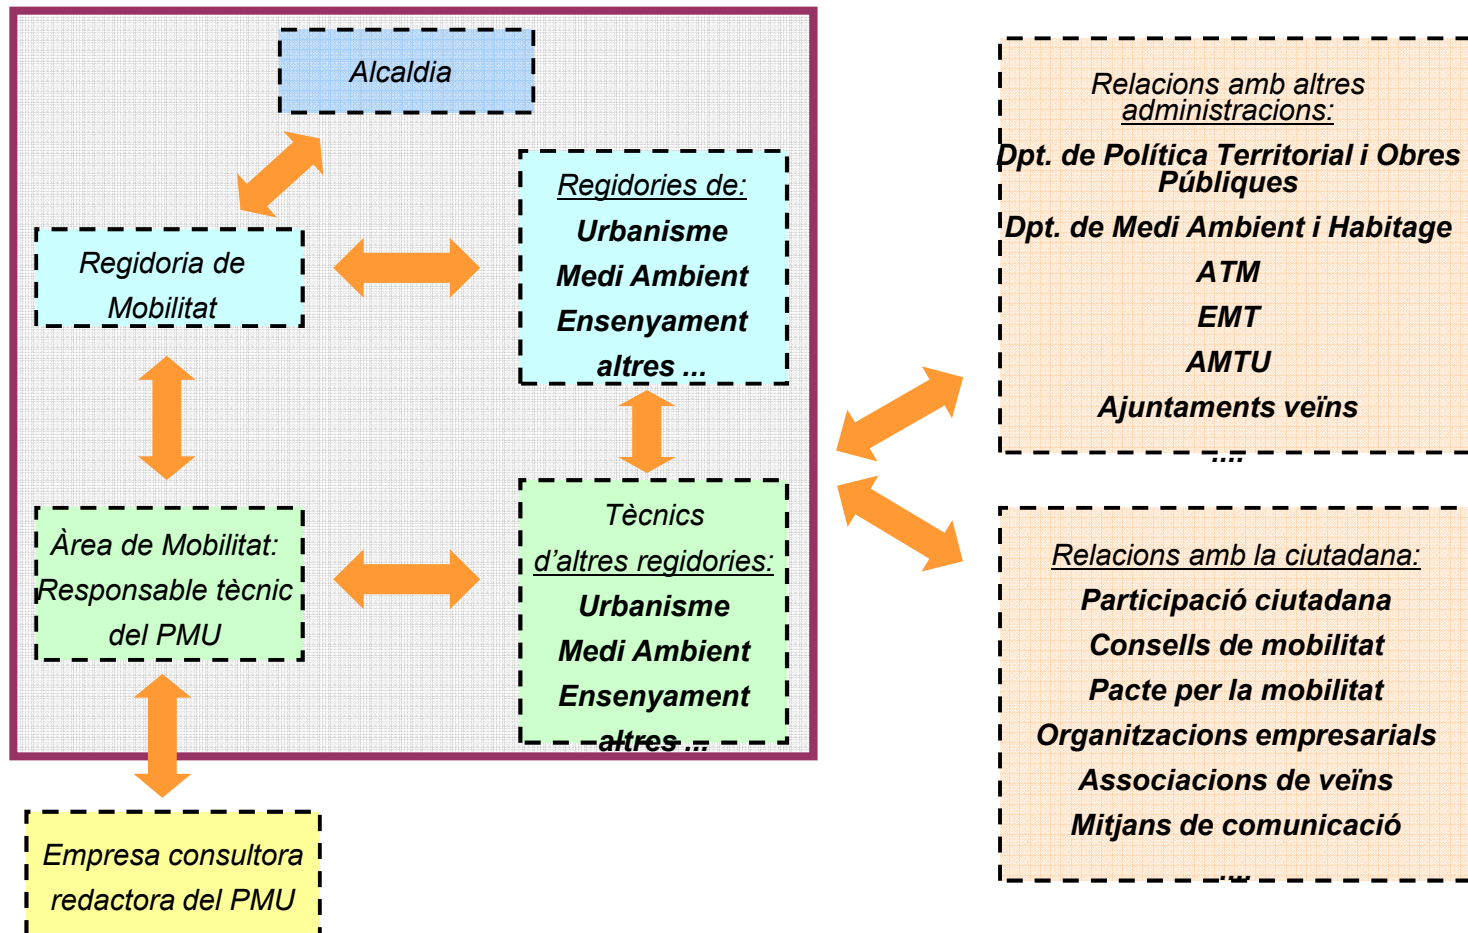 Alcaldia
Regidoria de
Mobilitat
Regidories de:
Urbanisme
Medi Ambient
Ensenyament
altres ...
Àrea de Mobilitat:
Responsable tècnic
del PMU
Tècnics
d'altres regidories:
Urbanisme
Medi Ambient
Ensenyament
altres ...
Empresa consultora
redactora del PMU
Relacions amb altres
administracions:
Dpt. de Política Territorial i Obres
Públiques
Dpt. de Medi Ambient i Habitage
ATM
EMT
AMTU
Ajuntaments veïns
....
Relacions amb la ciutadana:
Participació ciutadana
Consells de mobilitat
Pacte per la mobilitat
Organitzacions empresarials
Associacions de veïns
Mitjans de comunicació
....